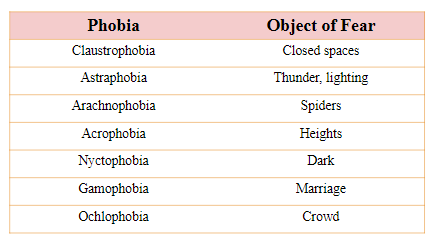 Phobia Object of Fear
Claustrophobia Closed spaces
Astraphobia Thunder, lighting
Arachnophobia Spiders
Acrophobia Heights
Nyctophobia Dark
Gamophobia Marriage
Ochlophobia Crowd